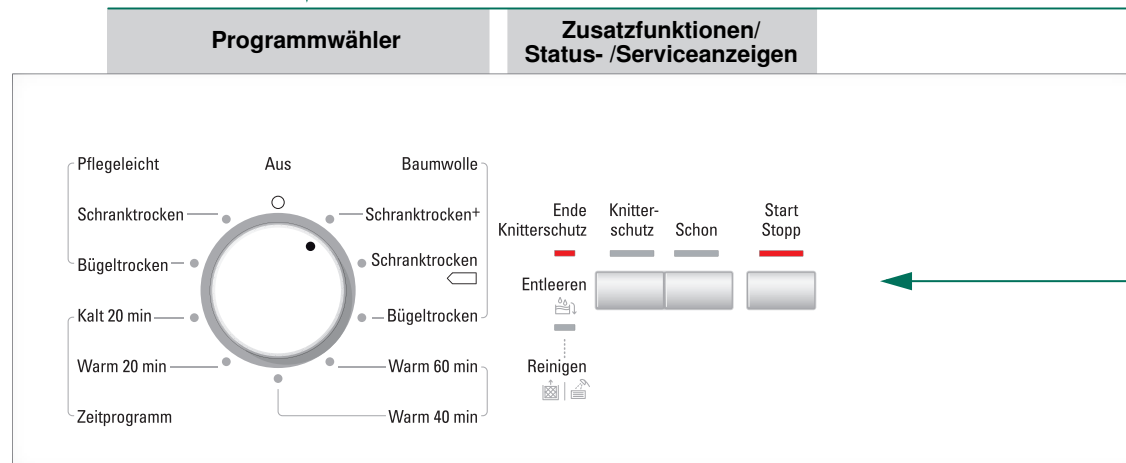 Programmwähler
Zusatzfunktionen/
Status- /Serviceanzeigen
Pflegeleicht
Aus
Baumwolle
Schranktrocken
Schranktrocken+
Bügeltrocken
Schranktrocken
Kalt 20 min
Bügeltrocken
Warm 20 min
Warm 60 min
Zeitprogramm
Warm 40 min
Ende
Knitterschutz
Knitter-
schutz
Schon
Start
Stopp
Entleeren
Reinigen